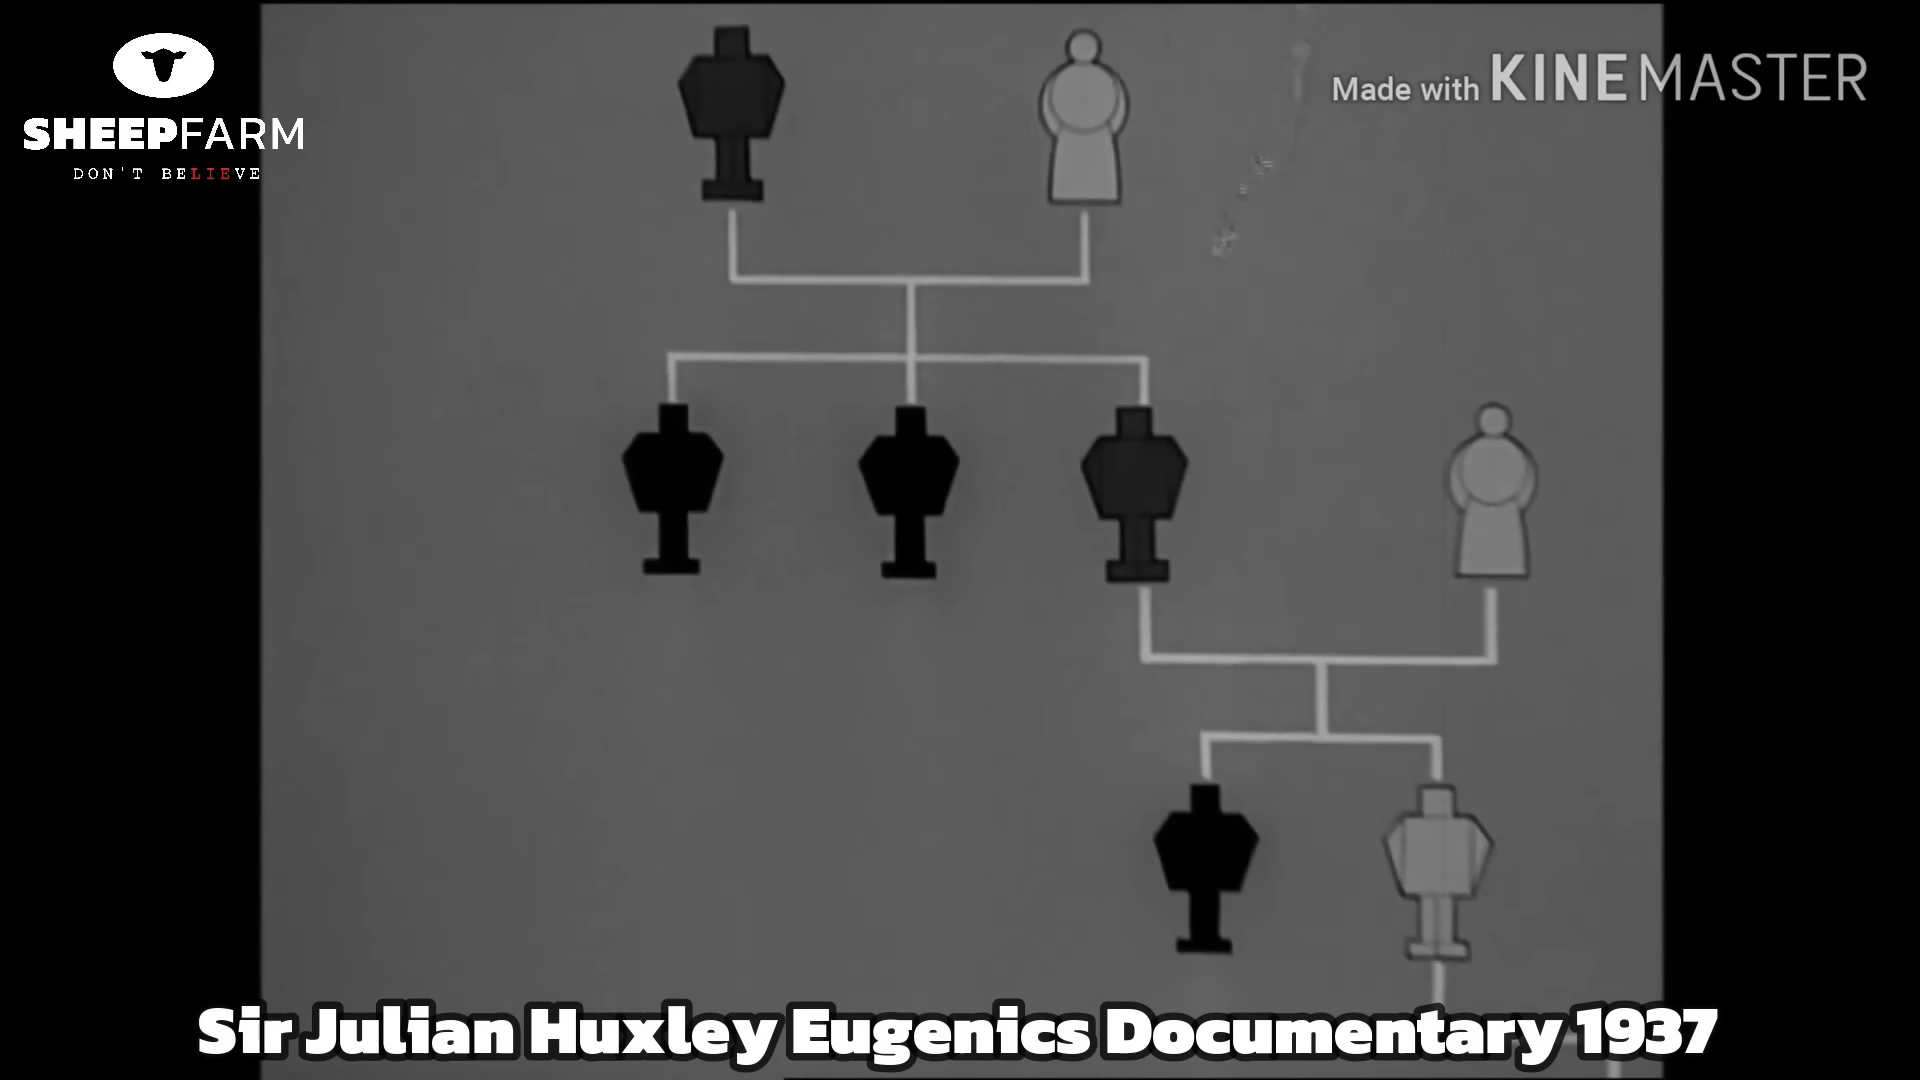 SHEEPFARM
DON'T BELIEVE
Made with KINEMASTER
Sir Julian Huxley Eugenics Documentary 1937